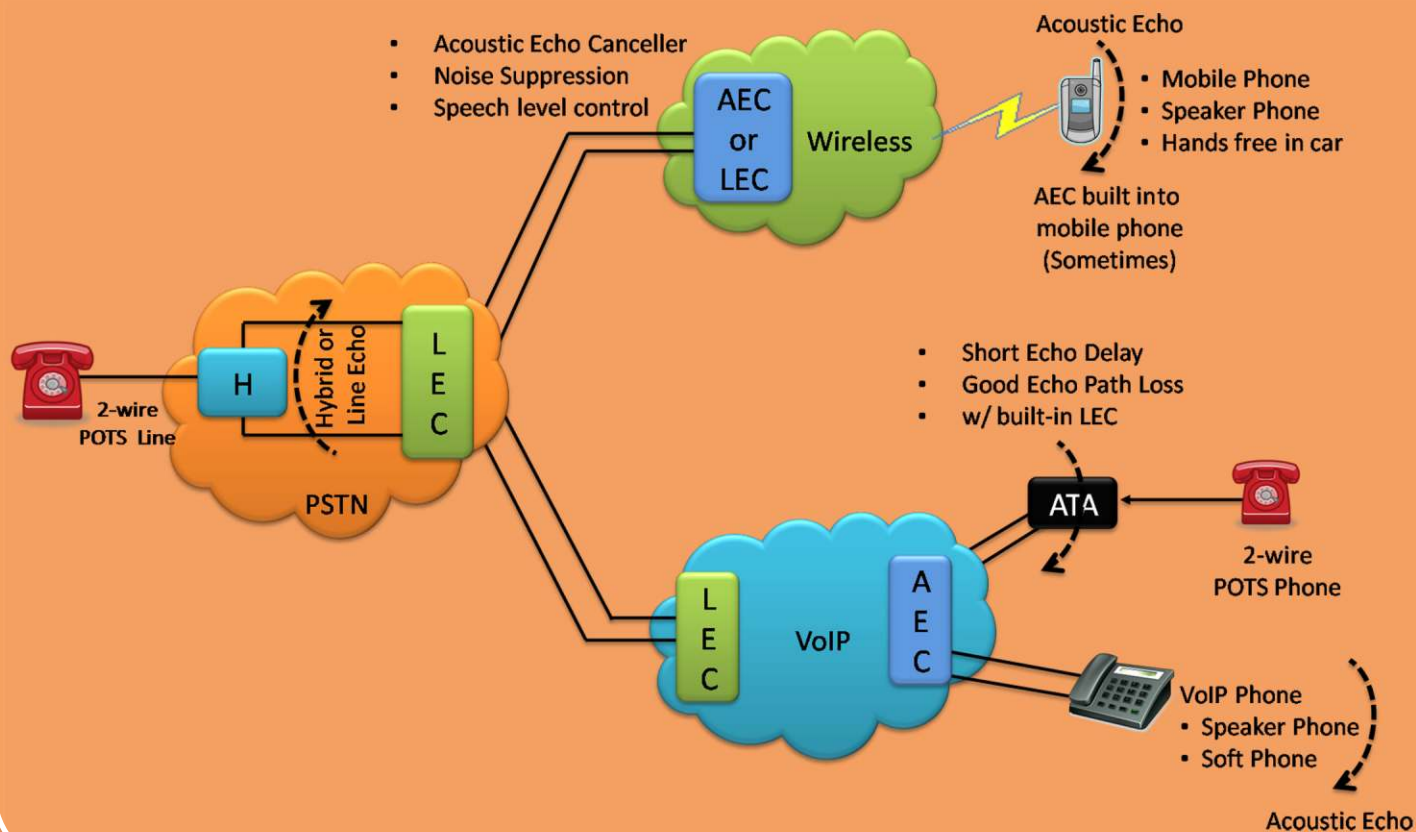 ▪ Acoustic Echo Canceller
▪ Noise Suppression
▪ Speech level control
AEC
or
LEC
Wireless
Acoustic Echo
▪ Mobile Phone
▪ Speaker Phone
▪ Hands free in car
AEC built into
mobile phone
(Sometimes)
2-wire
POTS Line
H
Hybrid or
Line Echo
L
E
C
PSTN
▪ Short Echo Delay
▪ Good Echo Path Loss
▪ w/ built-in LEC
ATA
2-wire
POTS Phone
L
E
C
VoIP
A
E
C
VoIP Phone
▪ Speaker Phone
▪ Soft Phone
Acoustic Echo